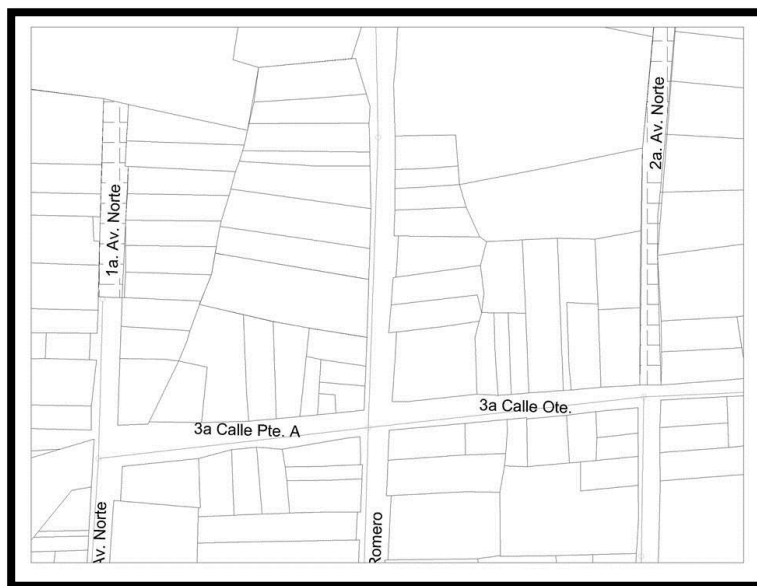 2a. Av. Norte
1a. Av. Norte
3a Calle Ote.
3a Calle Pte. A
Av. Norte
Romero